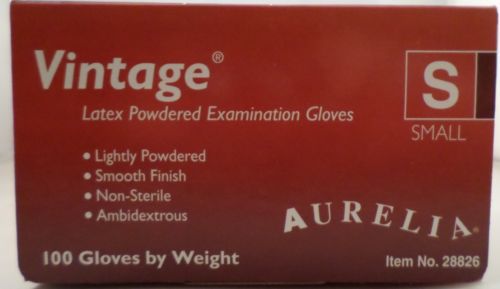 Vintage®
Latex Powdered Examination Gloves
S
SMALL
• Lightly Powdered
• Smooth Finish
• Non-Sterile
• Ambidextrous
AURELIA®
100 Gloves by Weight
Item No. 28826